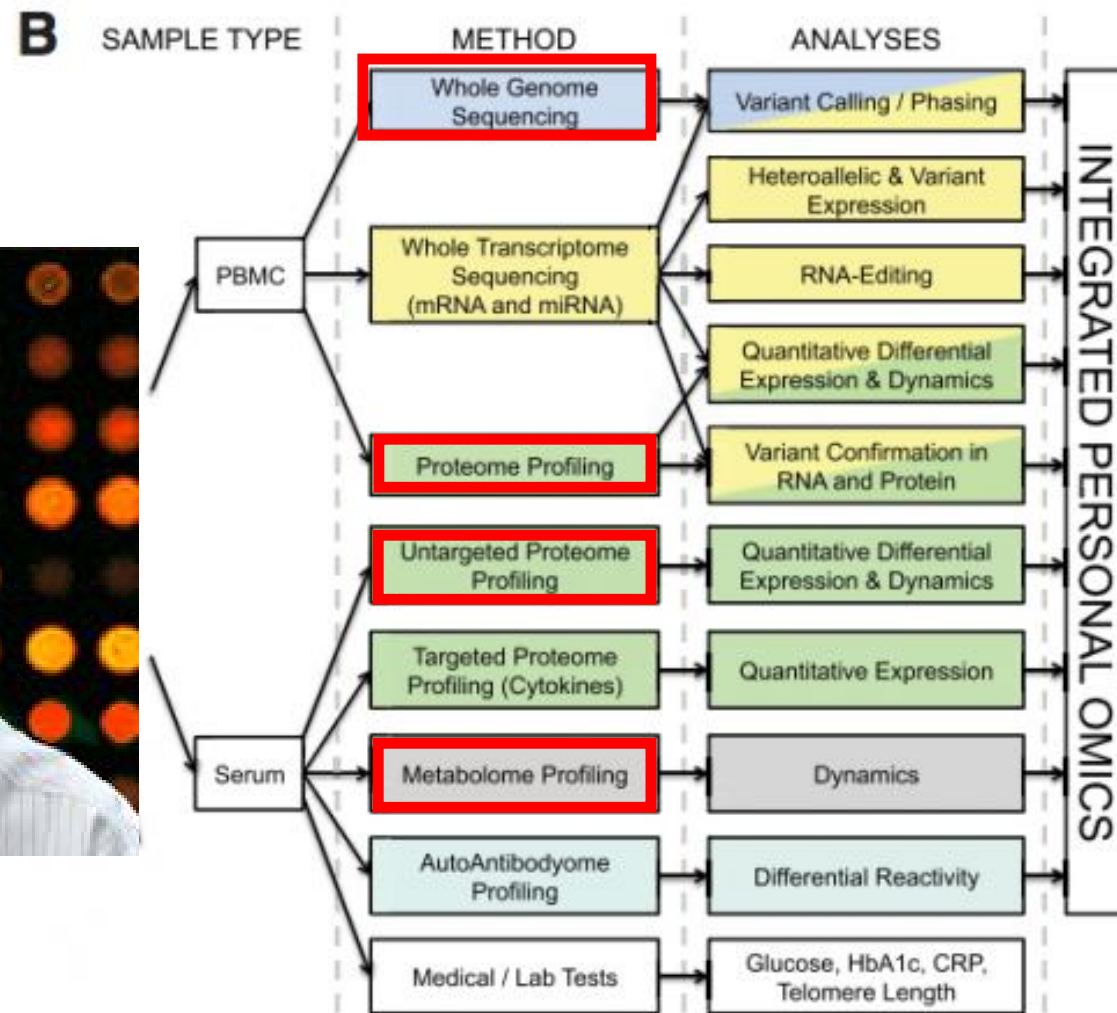 B
SAMPLE TYPE
METHOD
ANALYSES
Whole Genome
Sequencing
Variant Calling / Phasing
Heteroallelic & Variant
Expression
PBMC
Whole Transcriptome
Sequencing
(mRNA and miRNA)
RNA-Editing
Quantitative Differential
Expression & Dynamics
Proteome Profiling
Variant Confirmation in
RNA and Protein
Untargeted Proteome
Profiling
Quantitative Differential
Expression & Dynamics
Targeted Proteome
Profiling (Cytokines)
Quantitative Expression
Serum
Metabolome Profiling
Dynamics
AutoAntibodyome
Profiling
Differential Reactivity
Medical / Lab Tests
Glucose, HbA1c, CRP,
Telomere Length
INTEGRATED PERSONAL OMICS